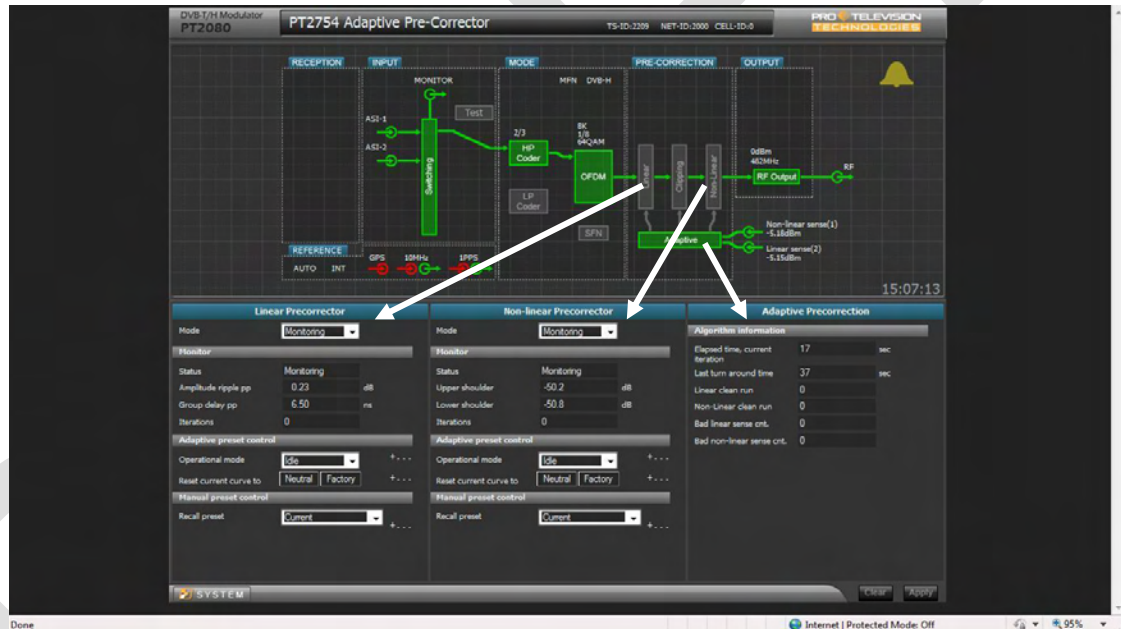 DVB-T/H Modulator
PT2080
PT2754 Adaptive Pre-Corrector
TS-ID:2209 NET-ID:2000 CELL-ID:0
PRO TELEVISION
TECHNOLOGIES
RECEPTION
INPUT
MODE
PRE-CORRECTION
OUTPUT
MONITOR
MFN DVB-H
ASI-1
Test
ASI-2
Switching
2/3
HP
Coder
8K
1/8
64QAM
OFDM
LP
Coder
SFN
Linear
Clipping
Non-Linear
0dBm
482MHz
RF Output
RF
Adaptive
Non-linear sense(1)
-5.18dBm
Linear sense(2)
-5.15dBm
REFERENCE
AUTO INT
GPS 10MHz 1PPS
15:07:13
Linear Precorrector
Mode Monitoring
Monitor
Status Monitoring
Amplitude ripple pp 0.23 dB
Group delay pp 6.50 ns
Iterations 0
Adaptive preset control
Operational mode Idle +...
Reset current curve to Neutral Factory +...
Manual preset control
Recall preset Current +...
Non-linear Precorrector
Mode Monitoring
Monitor
Status Monitoring
Upper shoulder -50.2 dB
Lower shoulder -50.8 dB
Iterations 0
Adaptive preset control
Operational mode Idle +...
Reset current curve to Neutral Factory +...
Manual preset control
Recall preset Current +...
Adaptive Precorrection
Algorithm information
Elapsed time, current 17 sec
iteration
Last turn around time 37 sec
Linear clean run 0
Non-Linear clean run 0
Bad linear sense cnt. 0
Bad non-linear sense cnt. 0
SYSTEM
Clear Apply
Done
Internet | Protected Mode: Off
95%